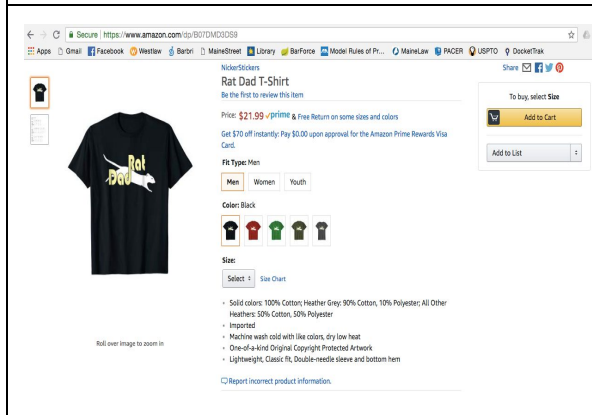 Secure https://www.amazon.com/dp/B07DMD3DS9
Apps Gmail Facebook Westlaw Barbri MaineStreet Library BarForce Model Rules of Pr... MaineLaw PACER USPTO DocketTrak
NickerStickers
Share
Rat Dad T-Shirt
Be the first to review this item
To buy, select Size
Price: $21.99 prime & Free Return on some sizes and colors
Add to Cart
Get $70 off instantly: Pay $0.00 upon approval for the Amazon Prime Rewards Visa
Card.
Add to List
Fit Type: Men
Rat
Dad
Men Women Youth
Color: Black
Size:
Select Size Chart
Solid colors: 100% Cotton; Heather Grey: 90% Cotton, 10% Polyester; All Other
Heathers: 50% Cotton, 50% Polyester
Imported
Machine wash cold with like colors, dry low heat
One-of-a-kind Original Copyright Protected Artwork
Lightweight, Classic fit, Double-needle sleeve and bottom hem
Roll over image to zoom in
Report incorrect product information.